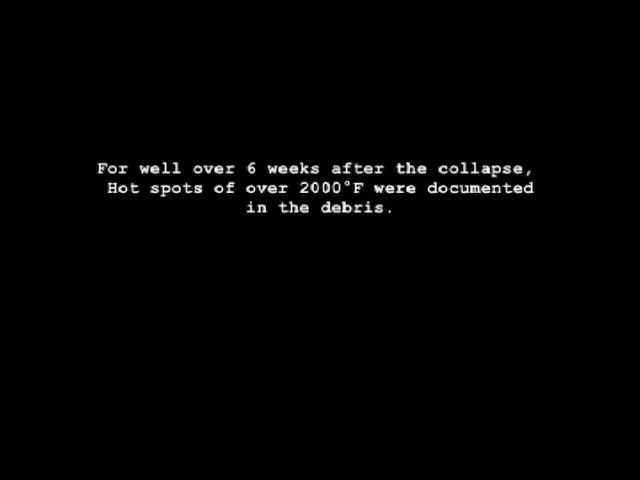 For well over 6 weeks after the collapse,
Hot spots of over 2000°F were documented
in the debris.